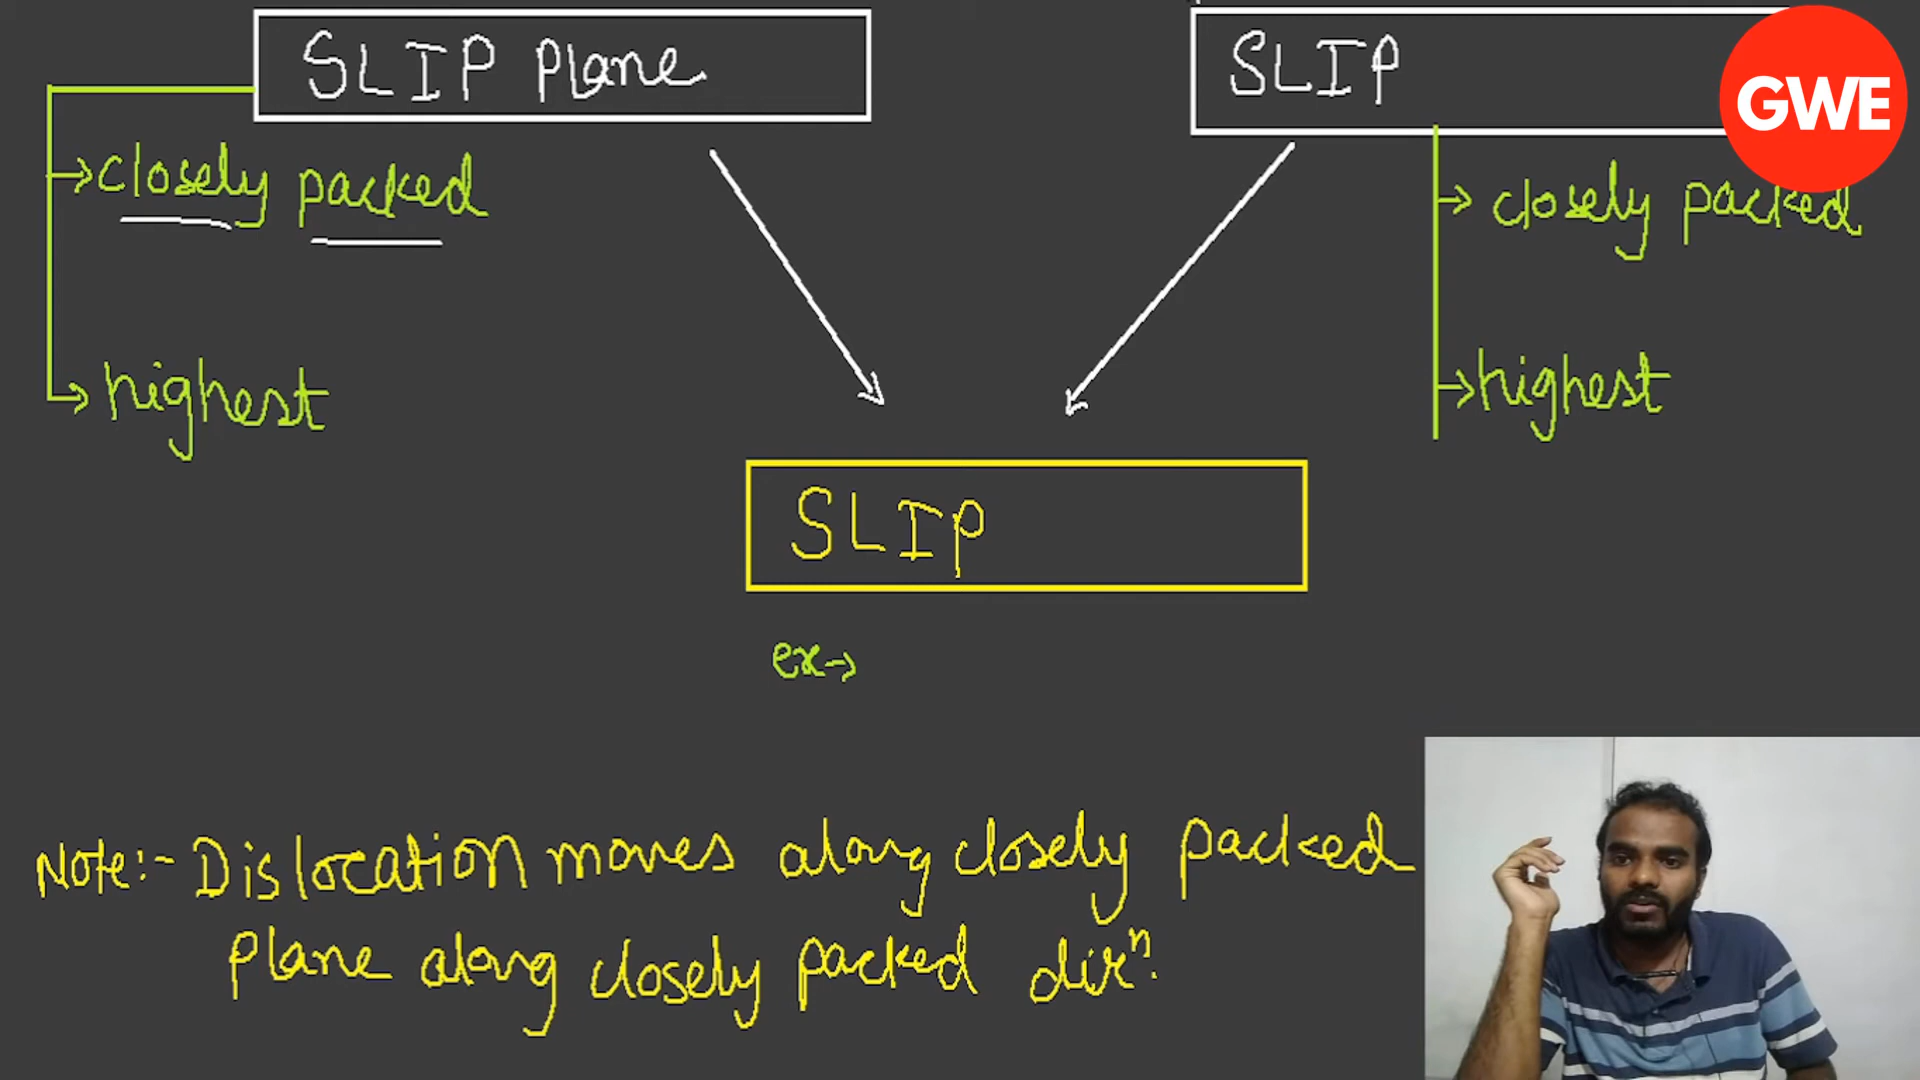 SLIP Plane
SLIP
GWE
closely packed
closely packed
highest
highest
SLIP
ex→
Note:- Dislocation moves along closely packed
Plane along closely packed dirⁿ.